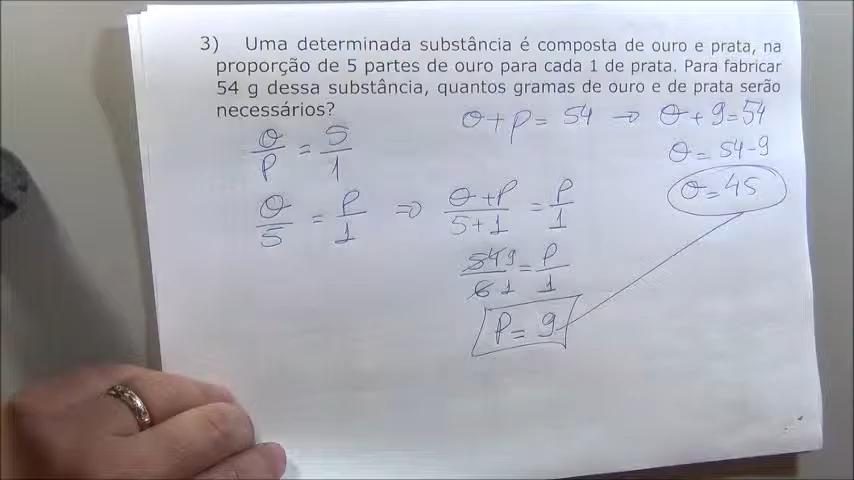 3) Uma determinada substância é composta de ouro e prata, na
proporção de 5 partes de ouro para cada 1 de prata. Para fabricar
54 g dessa substância, quantos gramas de ouro e de prata serão
necessários?
O + P = 54 → O + 9 = 54
O = 54 - 9
O = 45
O/P = 5/1
O/5 = P/1 ⇒ (O + P)/(5 + 1) = P/1
54 9/6 1 = P/1
P = 9